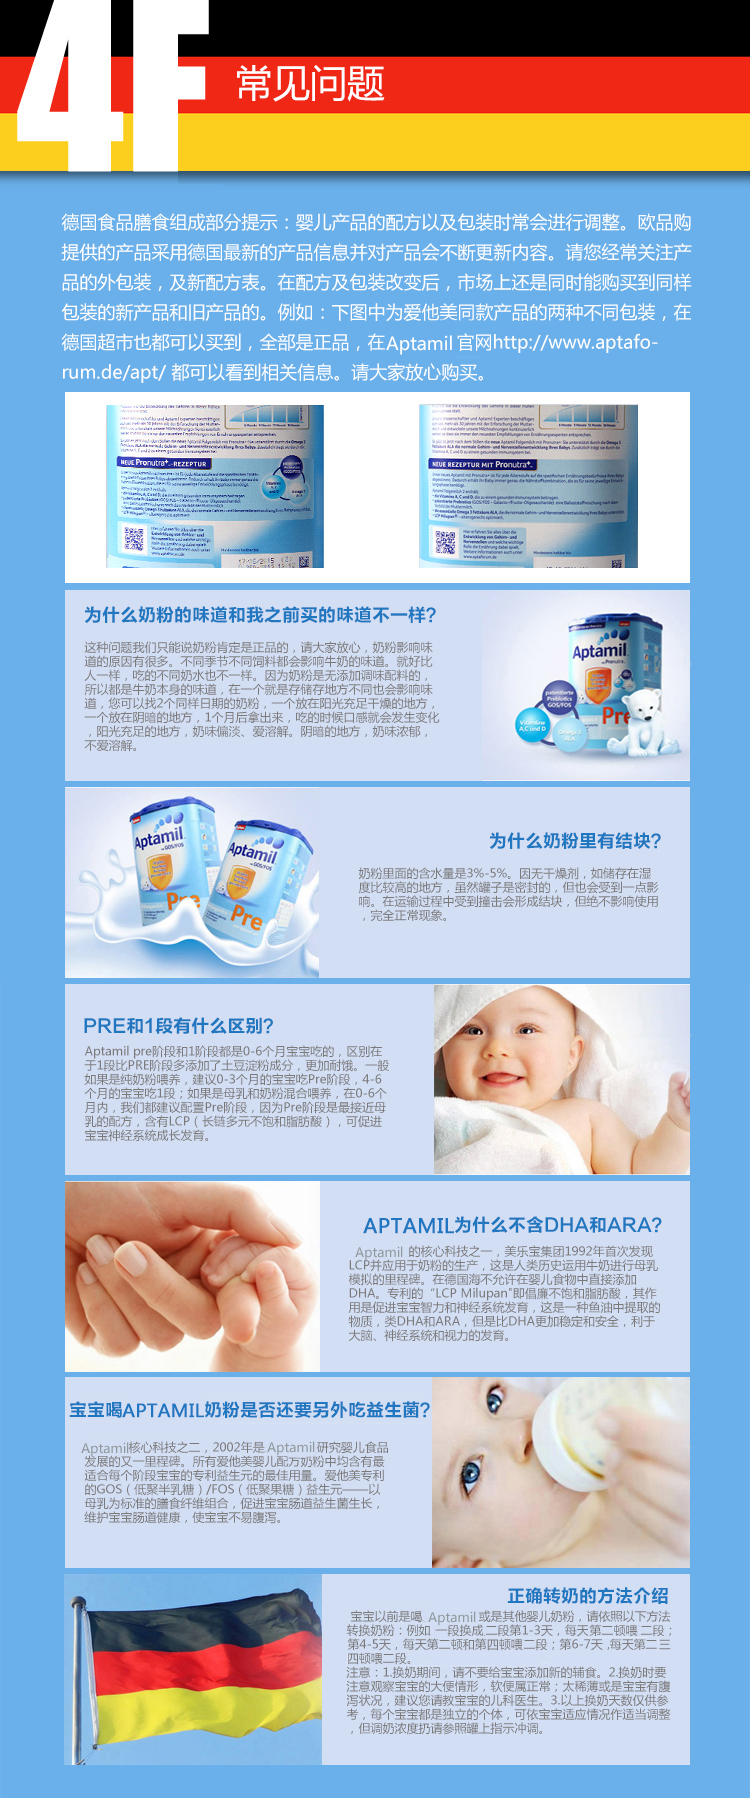 4F
常见问题
德国食品膳食组成部分提示：婴儿产品的配方以及包装时常会进行调整。欧品购
提供的产品采用德国最新的产品信息并对产品会不断更新内容。请您经常关注产
品的外包装，及新配方表。在配方及包装改变后，市场上还是同时能购买到同样
包装的新产品和旧产品的。例如：下图中为爱他美同款产品的两种不同包装，在
德国超市也都可以买到，全部是正品，在Aptamil 官网http://www.aptafo-
rum.de/apt/ 都可以看到相关信息。请大家放心购买。
NEUE Pronutra+-REZEPTUR
NEUE REZEPTUR MIT Pronutra+.
为什么奶粉的味道和我之前买的味道不一样?
这种问题我们只能说奶粉肯定是正品的，请大家放心，奶粉影响味
道的原因有很多。不同季节不同饲料都会影响牛奶的味道。就好比
人一样，吃的不同奶水也不一样。因为奶粉是无添加调味配料的，
所以都是牛奶本身的味道，在一个就是存储存地方不同也会影响味
道，您可以找2个同样日期的奶粉，一个放在阳光充足干燥的地方，
一个放在阴暗的地方，1个月后拿出来，吃的时候口感就会发生变化
，阳光充足的地方，奶味偏淡、爱溶解。阴暗的地方，奶味浓郁，
不爱溶解。
Aptamil
Pronutra
patentierte
Prebiotics
GOS/FOS
Vitamine
A,C und D
Omega-3
ALA
Pre
Aptamil
GOS/FOS
Pre
Aptamil
GOS/FOS
Pre
为什么奶粉里有结块?
奶粉里面的含水量是3%-5%。因无干燥剂，如储存在湿
度比较高的地方，虽然罐子是密封的，但也会受到一点影
响。在运输过程中受到撞击会形成结块，但绝不影响使用
，完全正常现象。
PRE和1段有什么区别?
Aptamil pre阶段和1阶段都是0-6个月宝宝吃的，区别在
于1段比PRE阶段多添加了土豆淀粉成分，更加耐饿。一般
如果是纯奶粉喂养，建议0-3个月的宝宝吃Pre阶段，4-6
个月的宝宝吃1段；如果是母乳和奶粉混合喂养，在0-6个
月内，我们都建议配置Pre阶段，因为Pre阶段是最接近母
乳的配方，含有LCP（长链多元不饱和脂肪酸），可促进
宝宝神经系统成长发育。
APTAMIL为什么不含DHA和ARA?
Aptamil 的核心科技之一，美乐宝集团1992年首次发现
LCP并应用于奶粉的生产，这是人类历史运用牛奶进行母乳
模拟的里程碑。在德国海不允许在婴儿食物中直接添加
DHA。专利的“LCP Milupan"即倡廉不饱和脂肪酸，其作
用是促进宝宝智力和神经系统发育，这是一种鱼油中提取的
物质，类DHA和ARA，但是比DHA更加稳定和安全，利于
大脑、神经系统和视力的发育。
宝宝喝APTAMIL奶粉是否还要另外吃益生菌?
Aptamil核心科技之二，2002年是 Aptamil 研究婴儿食品
发展的又一里程碑。所有爱他美婴儿配方奶粉中均含有最
适合每个阶段宝宝的专利益生元的最佳用量。爱他美专利
的GOS（低聚半乳糖）/FOS（低聚果糖）益生元——以
母乳为标准的膳食纤维组合，促进宝宝肠道益生菌生长，
维护宝宝肠道健康，使宝宝不易腹泻。
正确转奶的方法介绍
宝宝以前是喝 Aptamil 或是其他婴儿奶粉，请依照以下方法
转换奶粉：例如 一段换成 二段第1-3天，每天第二顿喂 二段；
第4-5天，每天第二顿和第四顿喂二段；第6-7天 ,每天第二 三
四顿喂二段。
注意：1.换奶期间，请不要给宝宝添加新的辅食。2.换奶时要
注意观察宝宝的大便情形，软便属正常；太稀薄或是宝宝有腹
泻状况，建议您请教宝宝的儿科医生。3.以上换奶天数仅供参
考，每个宝宝都是独立的个体，可依宝宝适应情况作适当调整
，但调奶浓度扔请参照罐上指示冲调。